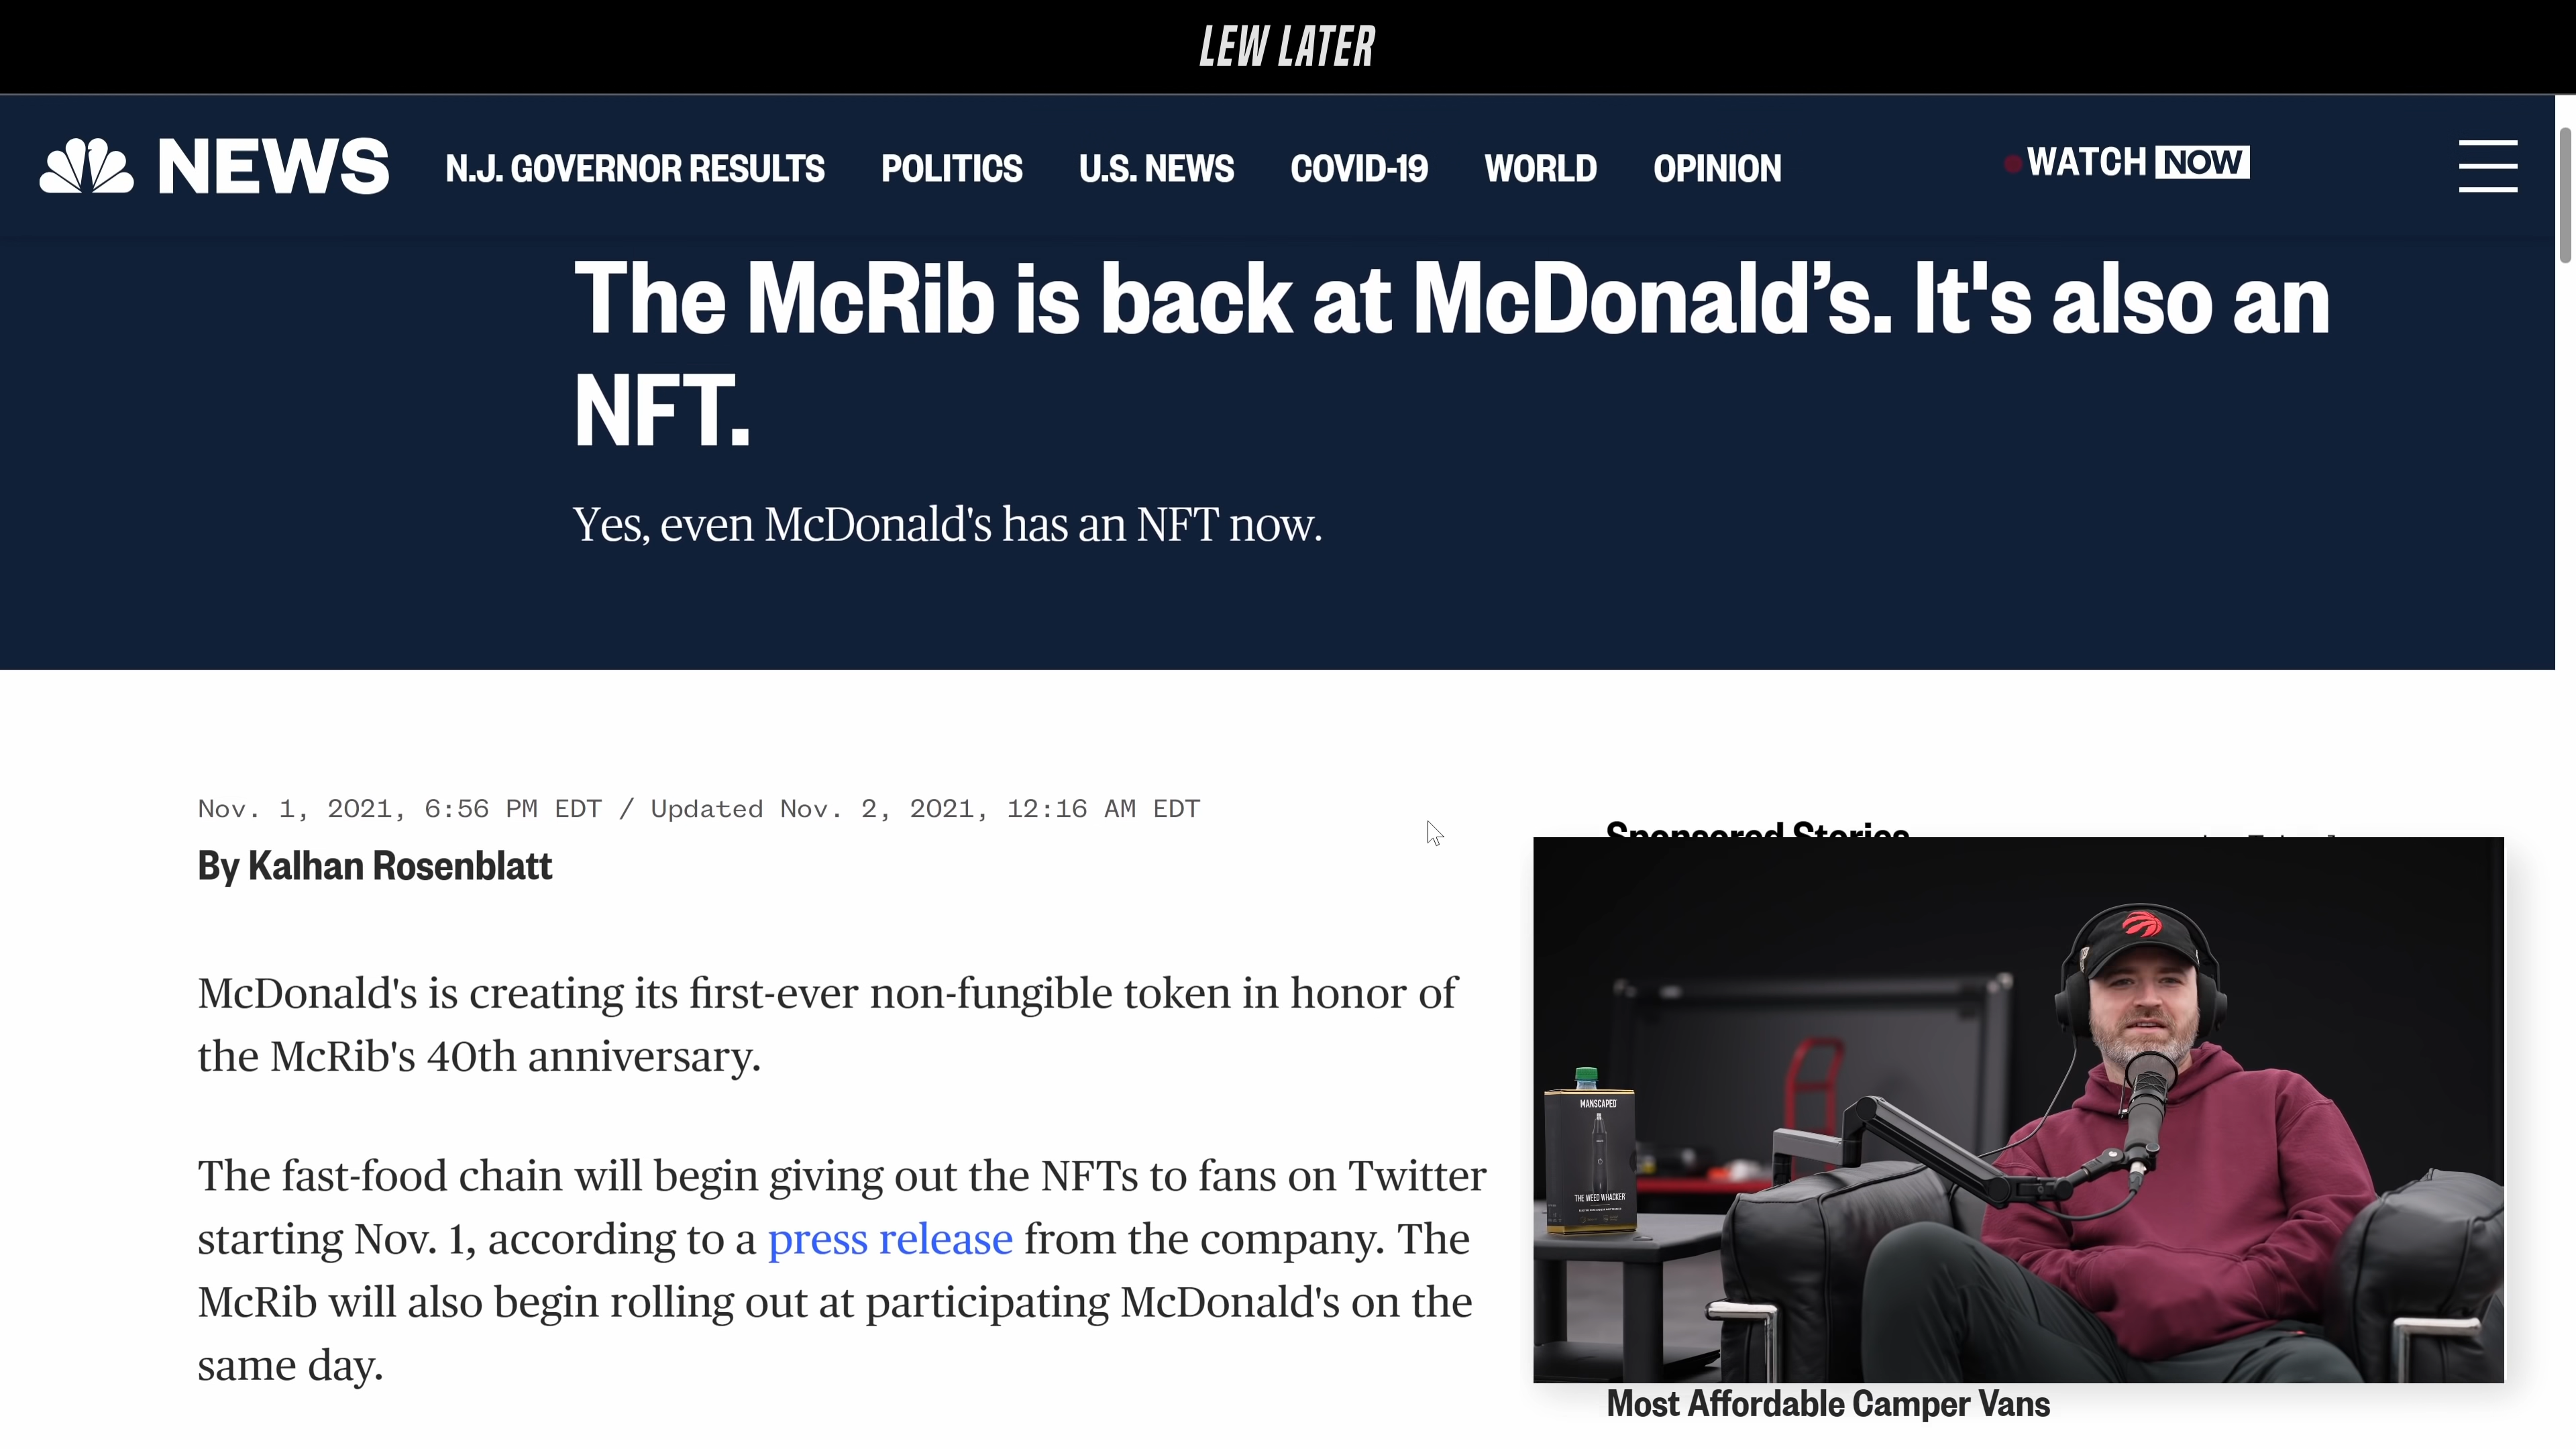 LEW LATER
NEWS
N.J. GOVERNOR RESULTS
POLITICS
U.S. NEWS
COVID-19
WORLD
OPINION
WATCH NOW
The McRib is back at McDonald’s. It's also an
NFT.
Yes, even McDonald's has an NFT now.
Nov. 1, 2021, 6:56 PM EDT / Updated Nov. 2, 2021, 12:16 AM EDT
By Kalhan Rosenblatt
McDonald's is creating its first-ever non-fungible token in honor of
the McRib's 40th anniversary.
The fast-food chain will begin giving out the NFTs to fans on Twitter
starting Nov. 1, according to a press release from the company. The
McRib will also begin rolling out at participating McDonald's on the
same day.
Sponsored Stories
MANSCAPED
THE WEED WHACKER
Most Affordable Camper Vans